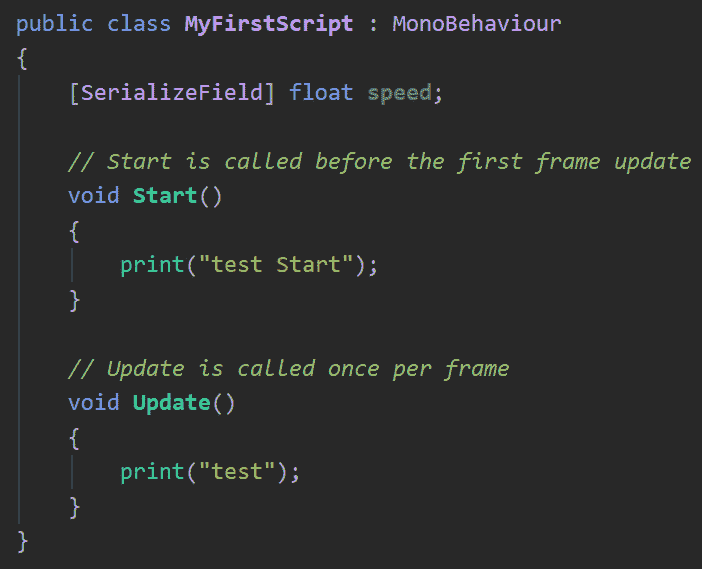 public class MyFirstScript : MonoBehaviour
{
[SerializeField] float speed;
// Start is called before the first frame update
void Start()
{
print("test Start");
}
// Update is called once per frame
void Update()
{
print("test");
}
}